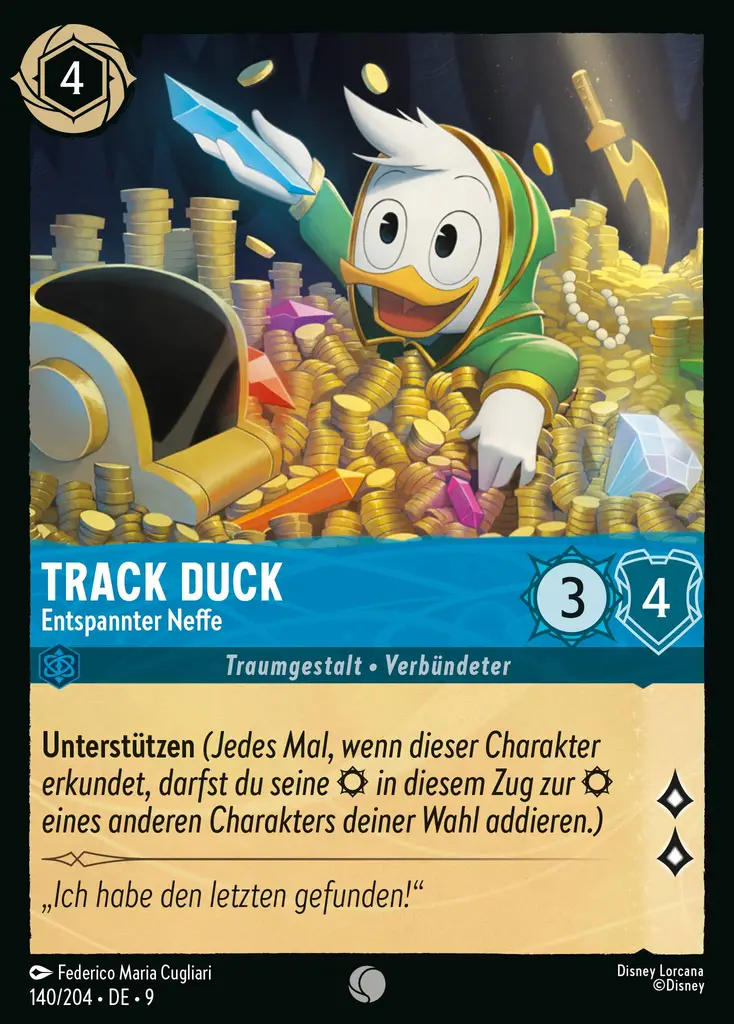 4
TRACK DUCK
Entspannter Neffe
3
4
Traumgestalt • Verbündeter
Unterstützen (Jedes Mal, wenn dieser Charakter
erkundet, darfst du seine in diesem Zug zur
eines anderen Charakters deiner Wahl addieren.)
„Ich habe den letzten gefunden!“
Federico Maria Cugliari
140/204 • DE • 9
Disney Lorcana
©Disney